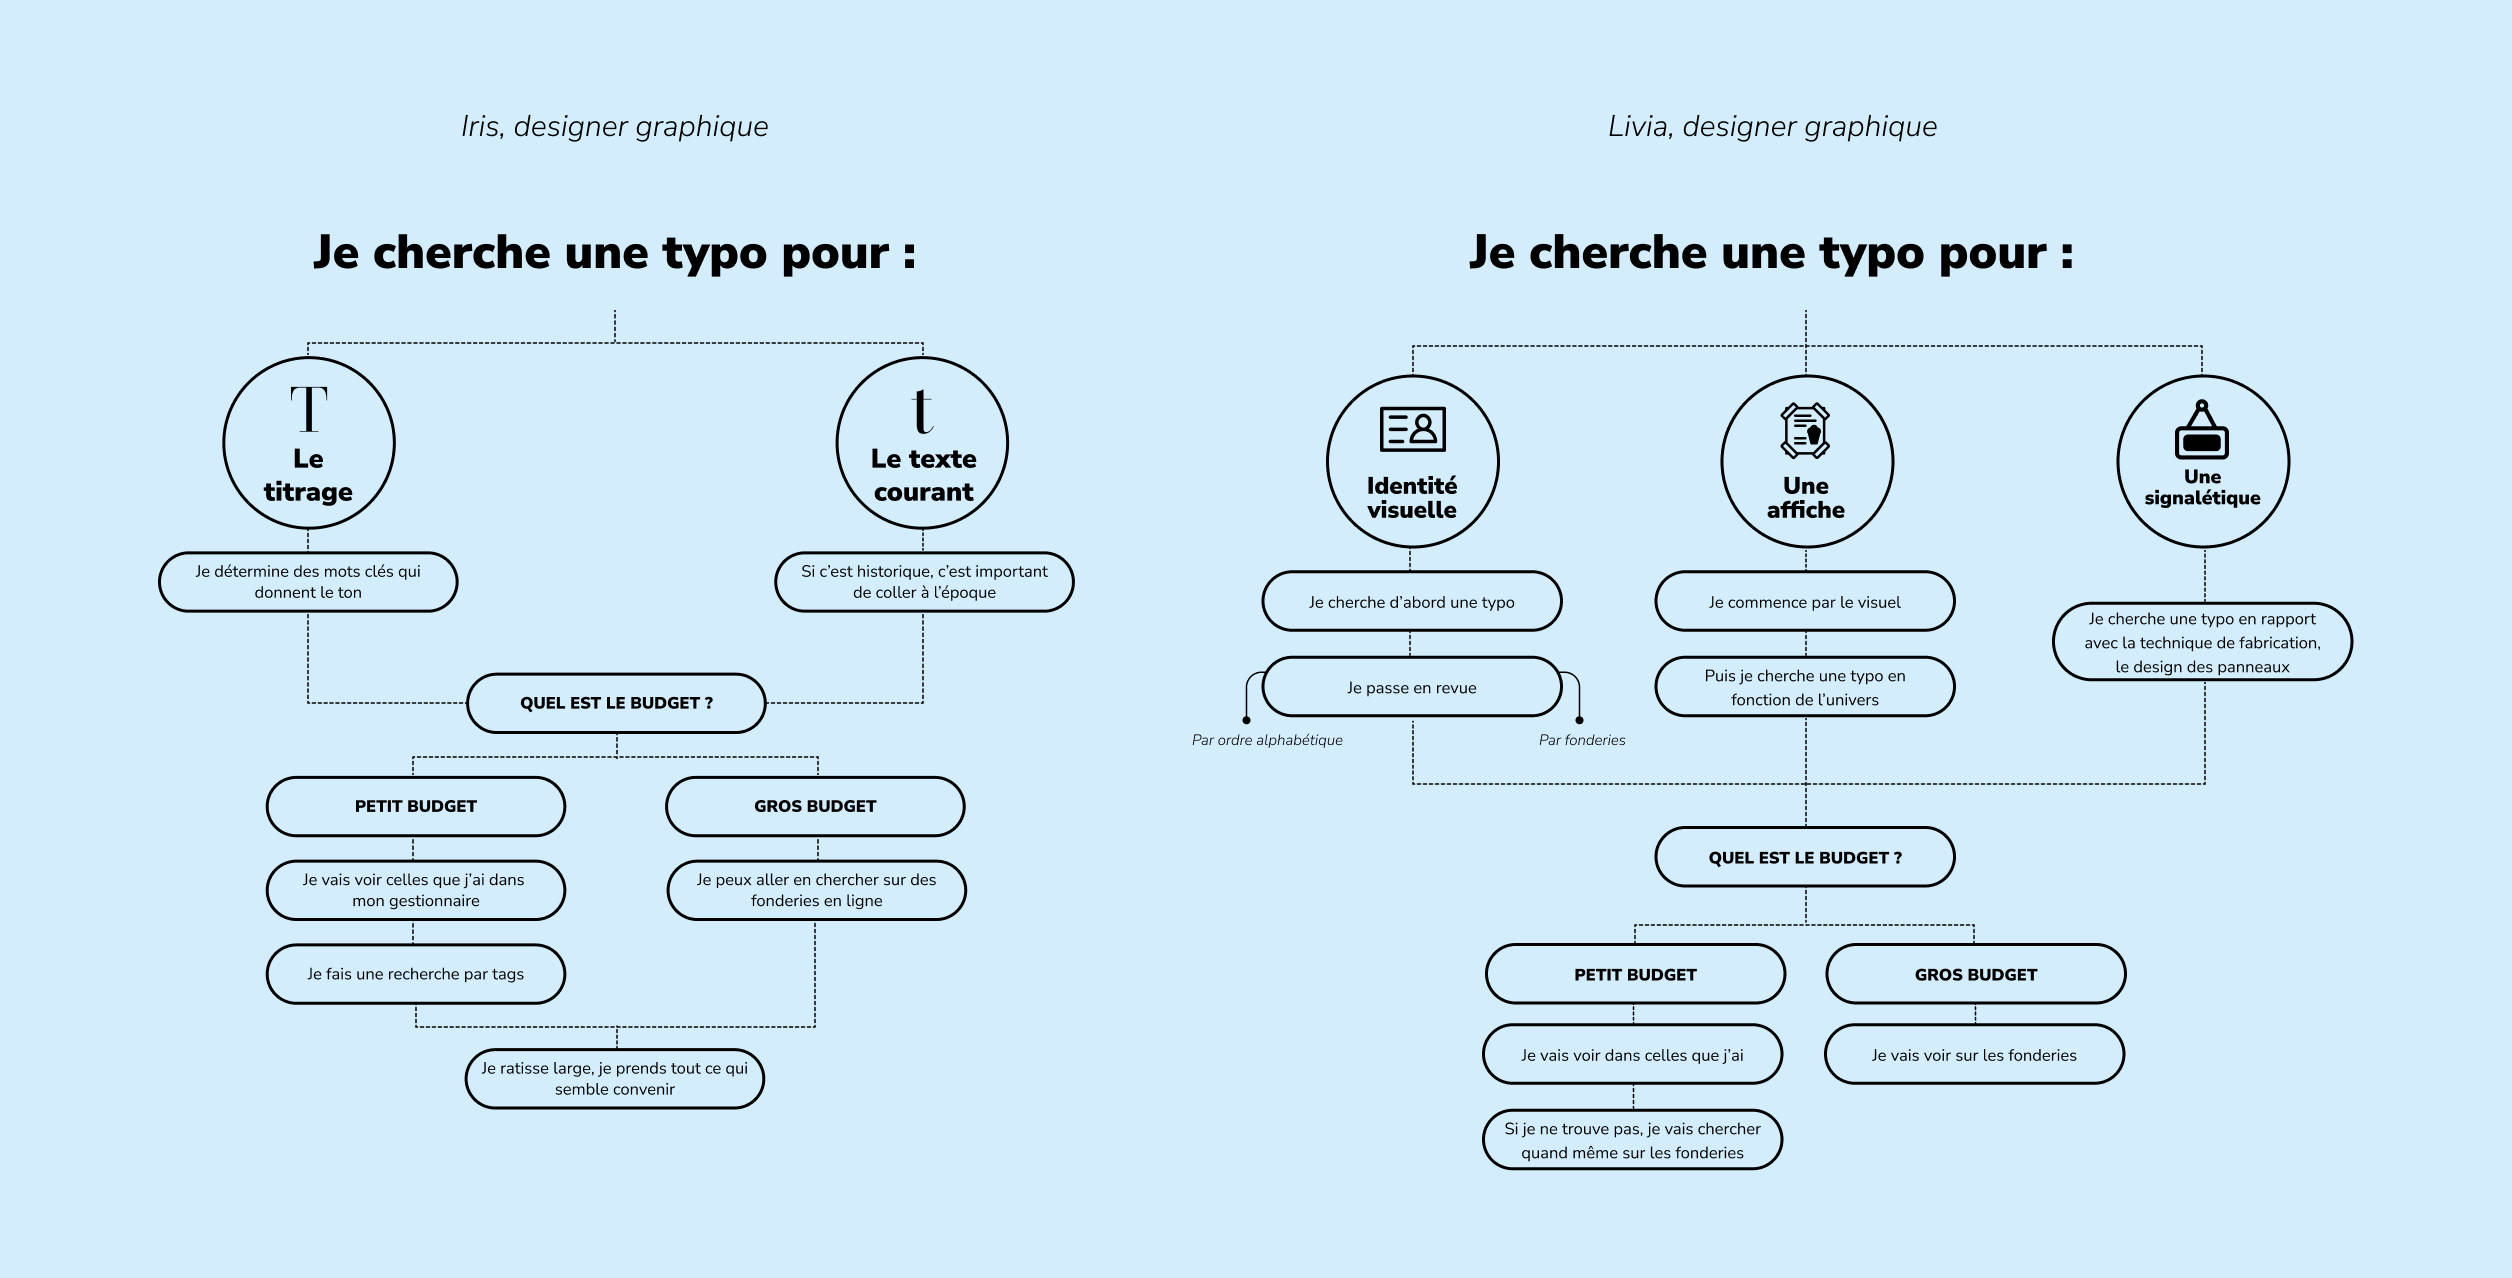 Iris, designer graphique
Je cherche une typo pour :
T
Le
titrage
t
Le texte
courant
Je détermine des mots clés qui
donnent le ton
Si c’est historique, c’est important
de coller à l’époque
QUEL EST LE BUDGET ?
PETIT BUDGET
GROS BUDGET
Je vais voir celles que j’ai dans
mon gestionnaire
Je peux aller en chercher sur des
fonderies en ligne
Je fais une recherche par tags
Je ratisse large, je prends tout ce qui
semble convenir
Livia, designer graphique
Je cherche une typo pour :
Identité
visuelle
Une
affiche
Une
signalétique
Je cherche d’abord une typo
Je commence par le visuel
Je cherche une typo en rapport
avec la technique de fabrication,
le design des panneaux
Je passe en revue
Puis je cherche une typo en
fonction de l’univers
Par ordre alphabétique
Par fonderies
QUEL EST LE BUDGET ?
PETIT BUDGET
GROS BUDGET
Je vais voir dans celles que j’ai
Je vais voir sur les fonderies
Si je ne trouve pas, je vais chercher
quand même sur les fonderies